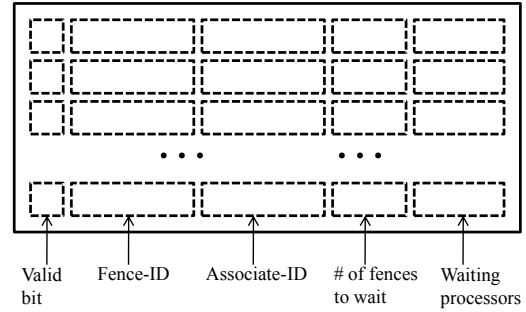 Valid bit
Fence-ID
Associate-ID
# of fences to wait
Waiting processors